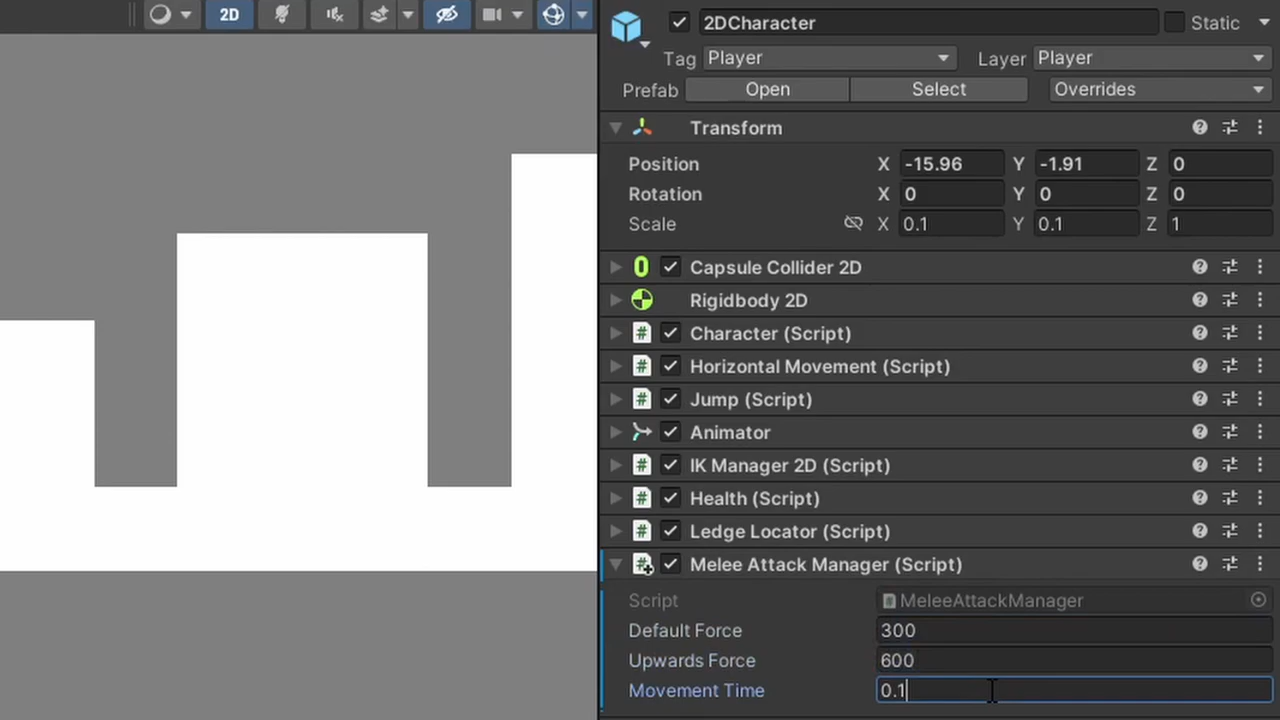 2D
2DCharacter
Static
Tag Player Layer Player
Prefab Open Select Overrides
Transform
Position X -15.96 Y -1.91 Z 0
Rotation X 0 Y 0 Z 0
Scale X 0.1 Y 0.1 Z 1
Capsule Collider 2D
Rigidbody 2D
Character (Script)
Horizontal Movement (Script)
Jump (Script)
Animator
IK Manager 2D (Script)
Health (Script)
Ledge Locator (Script)
Melee Attack Manager (Script)
Script MeleeAttackManager
Default Force 300
Upwards Force 600
Movement Time 0.1